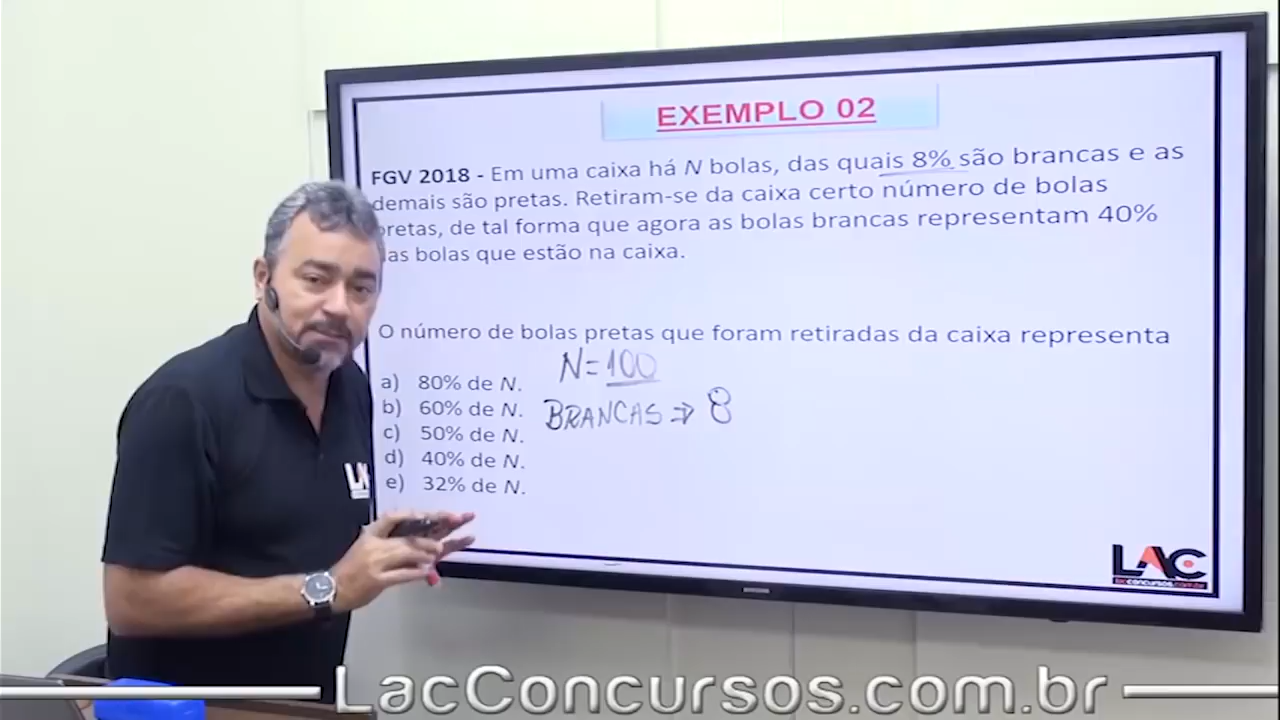 EXEMPLO 02
FGV 2018 - Em uma caixa há N bolas, das quais 8% são brancas e as
demais são pretas. Retiram-se da caixa certo número de bolas
pretas, de tal forma que agora as bolas brancas representam 40%
das bolas que estão na caixa.
O número de bolas pretas que foram retiradas da caixa representa
a) 80% de N.
b) 60% de N.
c) 50% de N.
d) 40% de N.
e) 32% de N.
N=100
BRANCAS ⇒ 8
LAC
lacconcursos.com.br
LacConcursos.com.br